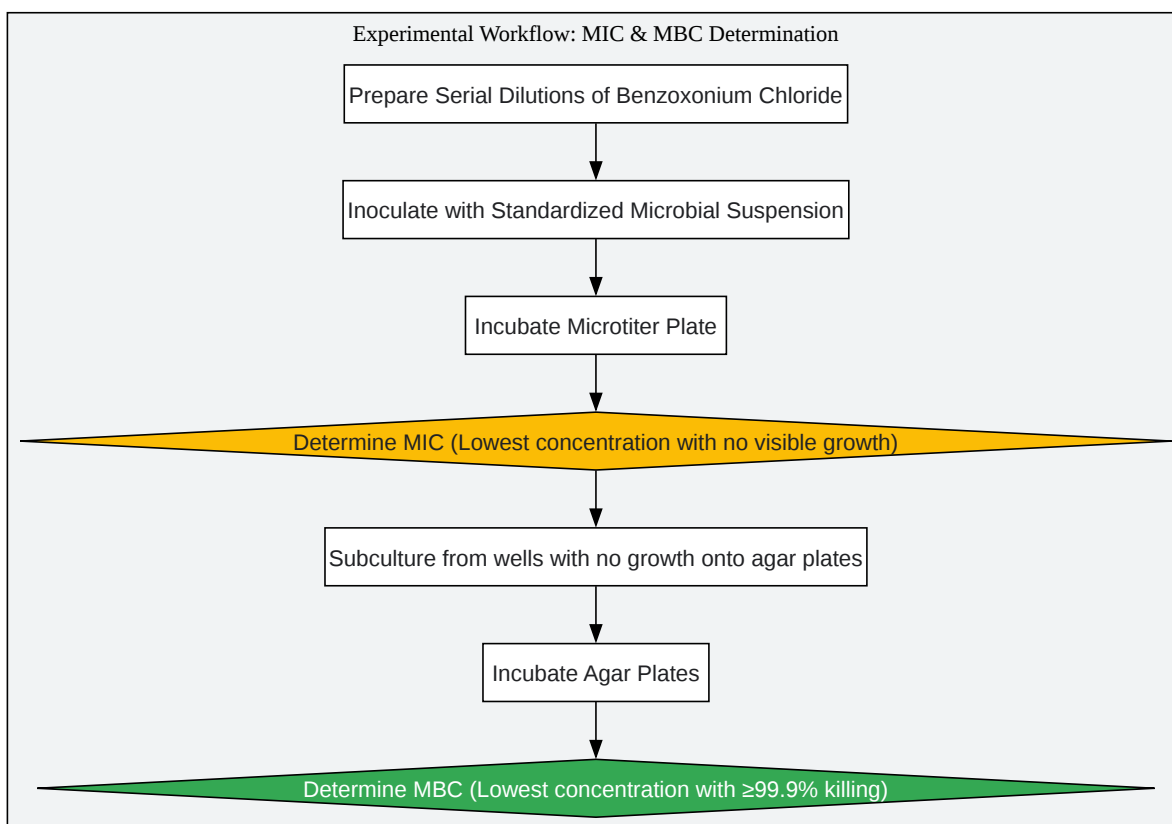 Experimental Workflow: MIC & MBC Determination
Prepare Serial Dilutions of Benzoxonium Chloride
Inoculate with Standardized Microbial Suspension
Incubate Microtiter Plate
Determine MIC (Lowest concentration with no visible growth)
Subculture from wells with no growth onto agar plates
Incubate Agar Plates
Determine MBC (Lowest concentration with ≥99.9% killing)